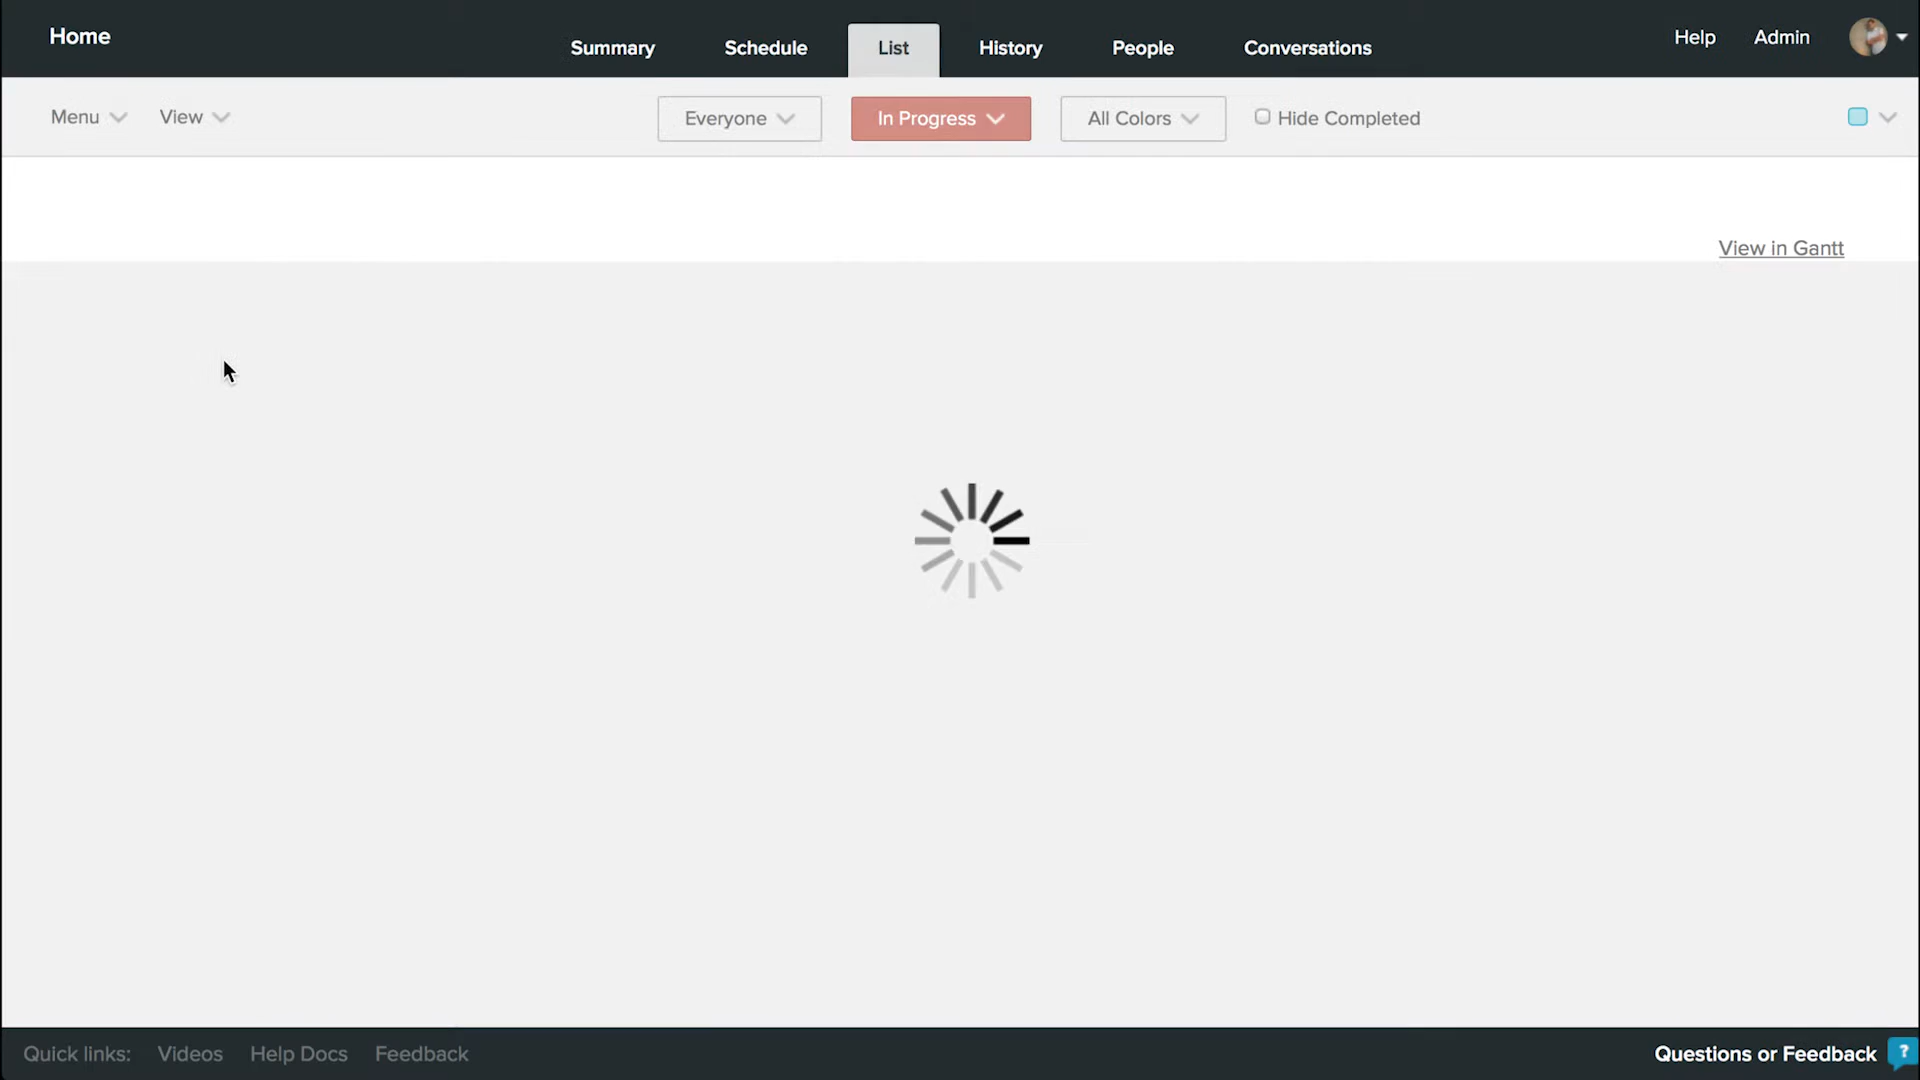 Home
Summary Schedule List History People Conversations
Help Admin
Menu View
Everyone In Progress All Colors Hide Completed
View in Gantt
Quick links: Videos Help Docs Feedback
Questions or Feedback ?